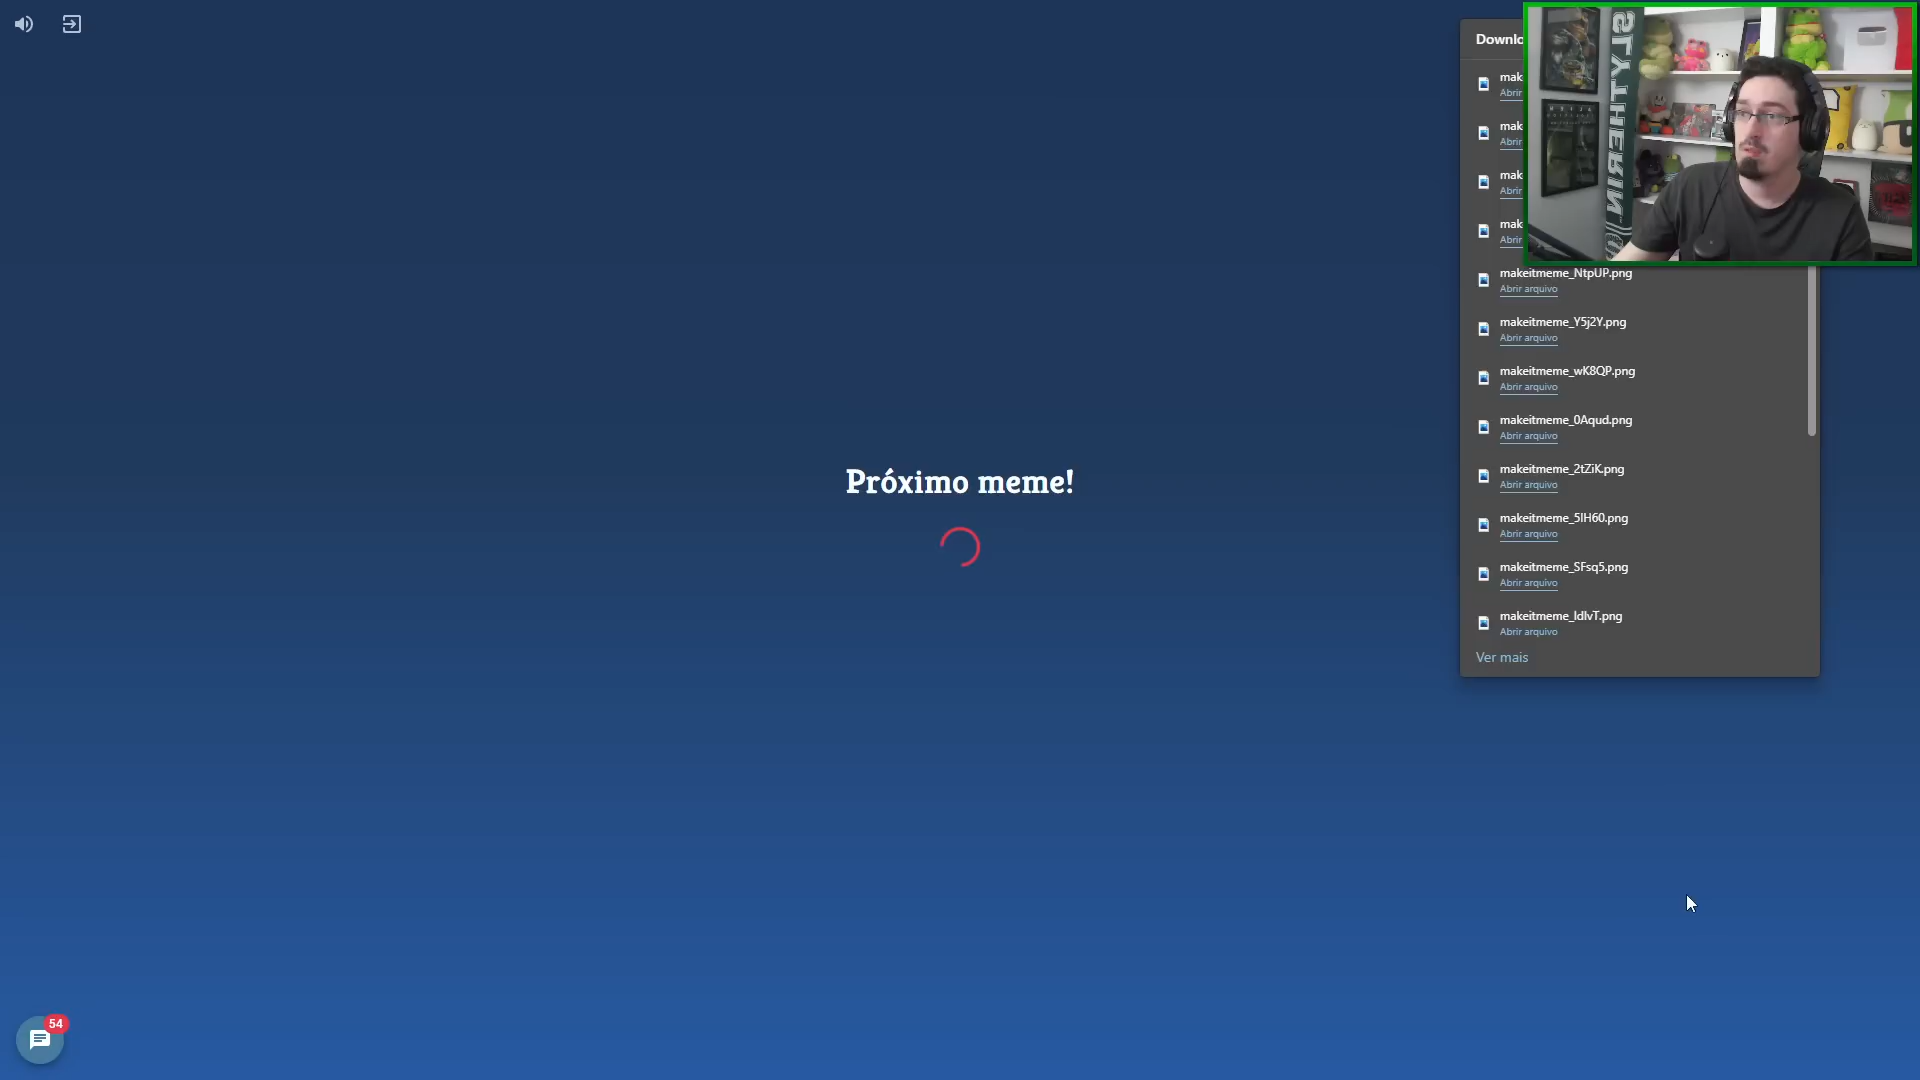 Downlo
mak
Abrir
mak
Abrir
mak
Abrir
mak
Abrir
makeitmeme_NtpUP.png
Abrir arquivo
makeitmeme_Y5j2Y.png
Abrir arquivo
makeitmeme_wK8QP.png
Abrir arquivo
makeitmeme_0Aqud.png
Abrir arquivo
makeitmeme_2tZiK.png
Abrir arquivo
makeitmeme_5IH60.png
Abrir arquivo
makeitmeme_SFsq5.png
Abrir arquivo
makeitmeme_ldlvT.png
Abrir arquivo
Ver mais
SLYTHERIN
Próximo meme!
54